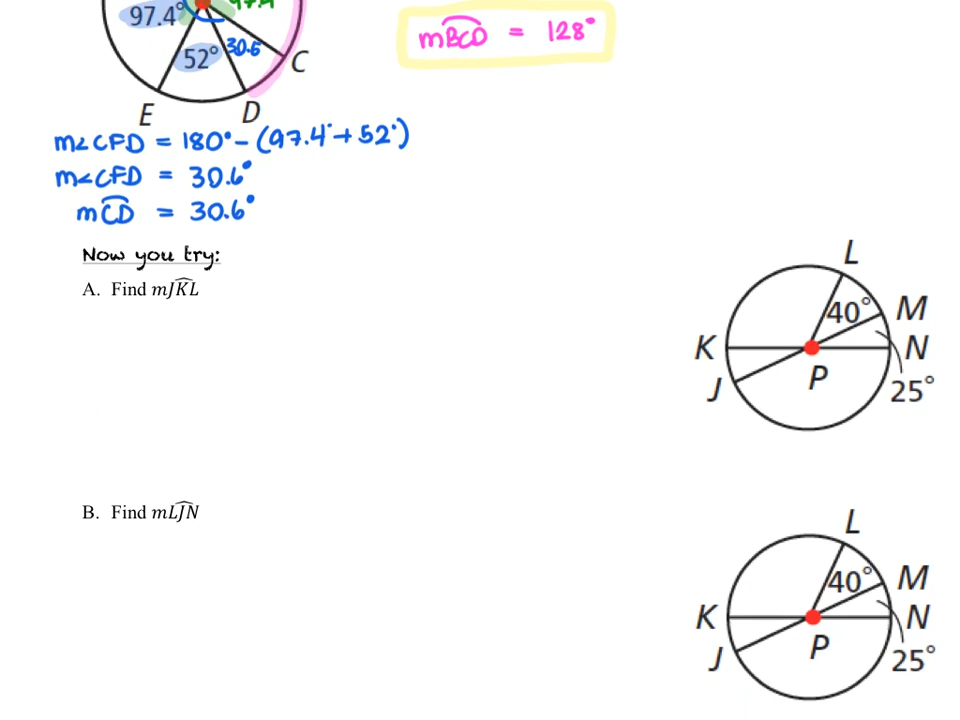 97.4°
52°
30.6
C
E
D
mBCD = 128°
m∠CFD = 180° - (97.4° + 52°)
m∠CFD = 30.6°
mCD = 30.6°
Now you try:
A. Find mJKL
L
40°
M
K
N
J
P
25°
B. Find mLJN
L
40°
M
K
N
J
P
25°